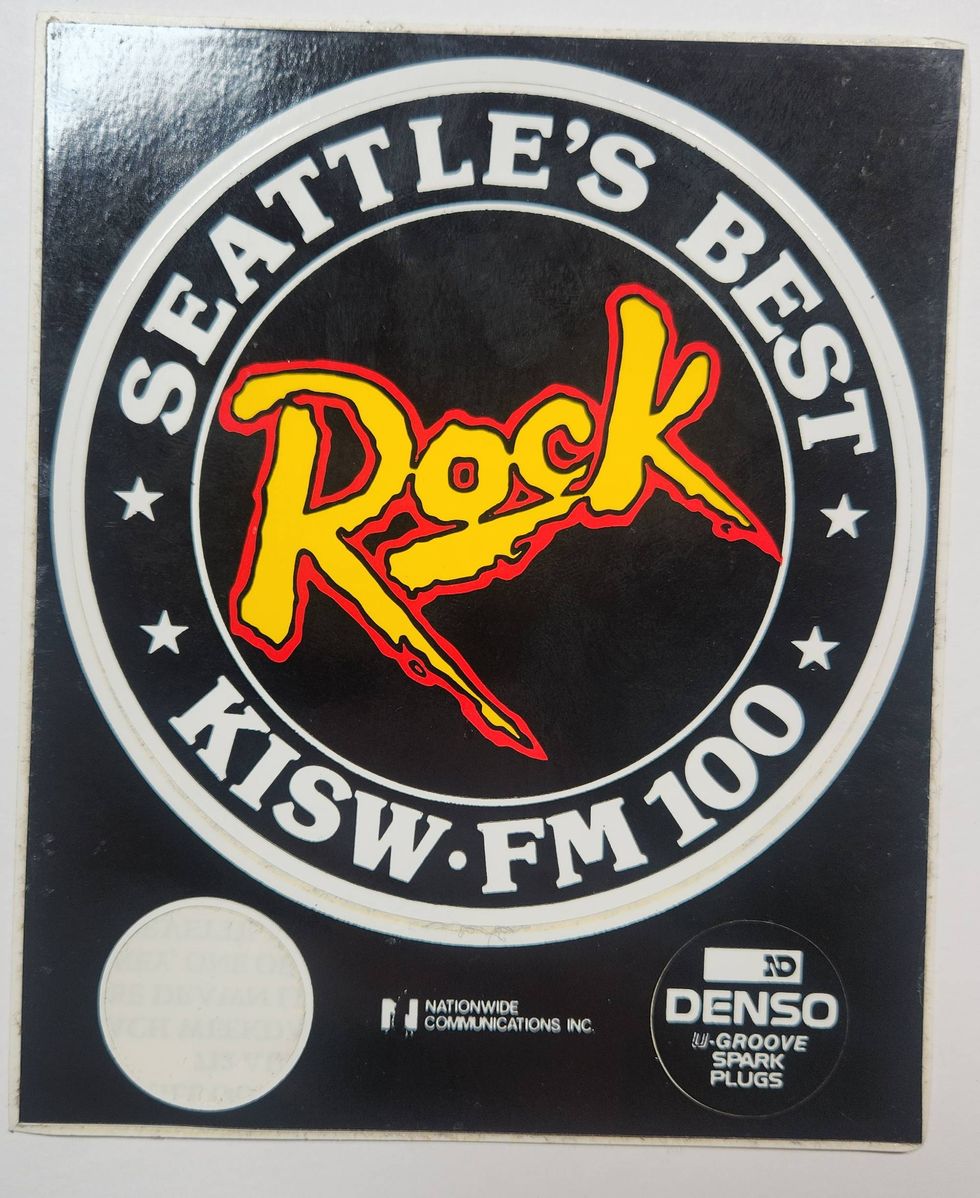 SEATTLE'S BEST
Rock
KISW·FM 100
NATIONWIDE
COMMUNICATIONS INC.
ND
DENSO
U-GROOVE
SPARK
PLUGS